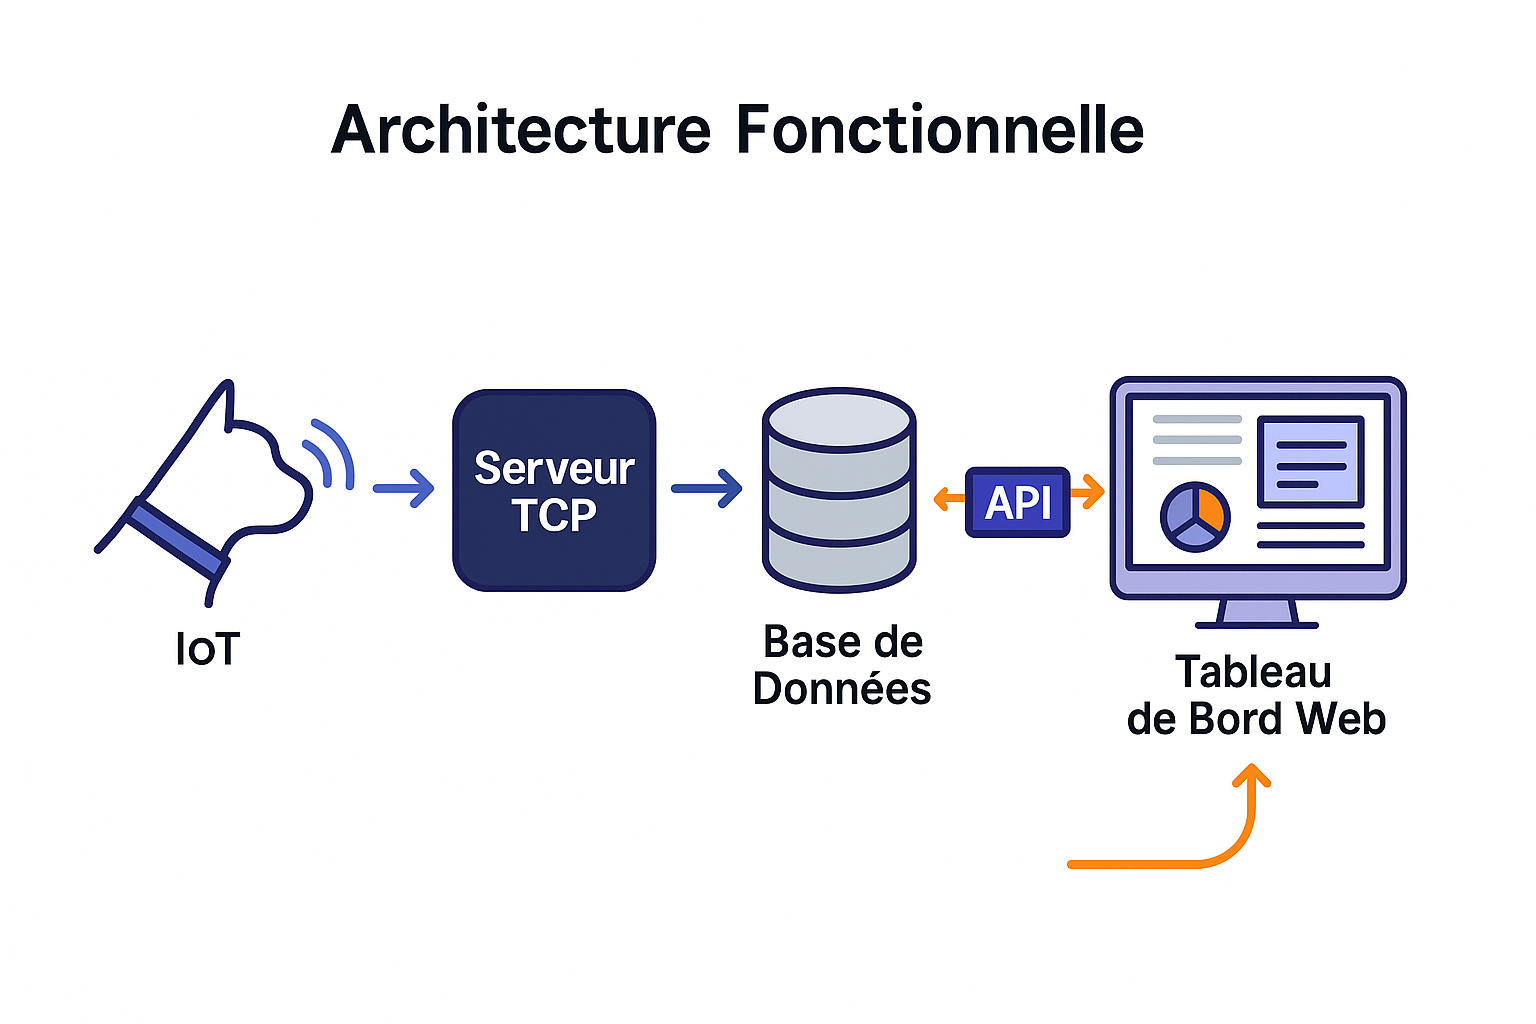 Architecture Fonctionnelle
IoT
Serveur
TCP
Base de
Données
API
Tableau
de Bord Web